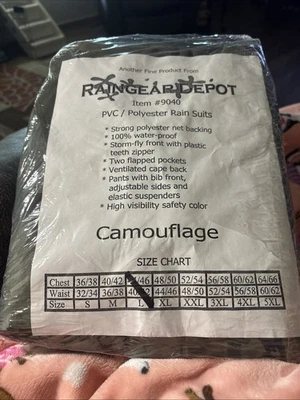 Another Fine Product From
RAINGEAR DEPOT
Item #9040
PVC / Polyester Rain Suits
* Strong polyester net backing
* 100% water-proof
* Storm-fly front with plastic
teeth zipper
* Two flapped pockets
* Ventilated cape back
* Pants with bib front,
adjustable sides and
elastic suspenders
* High visibility safety color
Camouflage
SIZE CHART
Chest 36/38 40/42 /46 48/50 52/54 56/58 60/62 64/66
Waist 32/34 36/38 40/42 44/46 48/50 52/54 56/58 60/62
Size S M L XL XXL 3XL 4XL 5XL